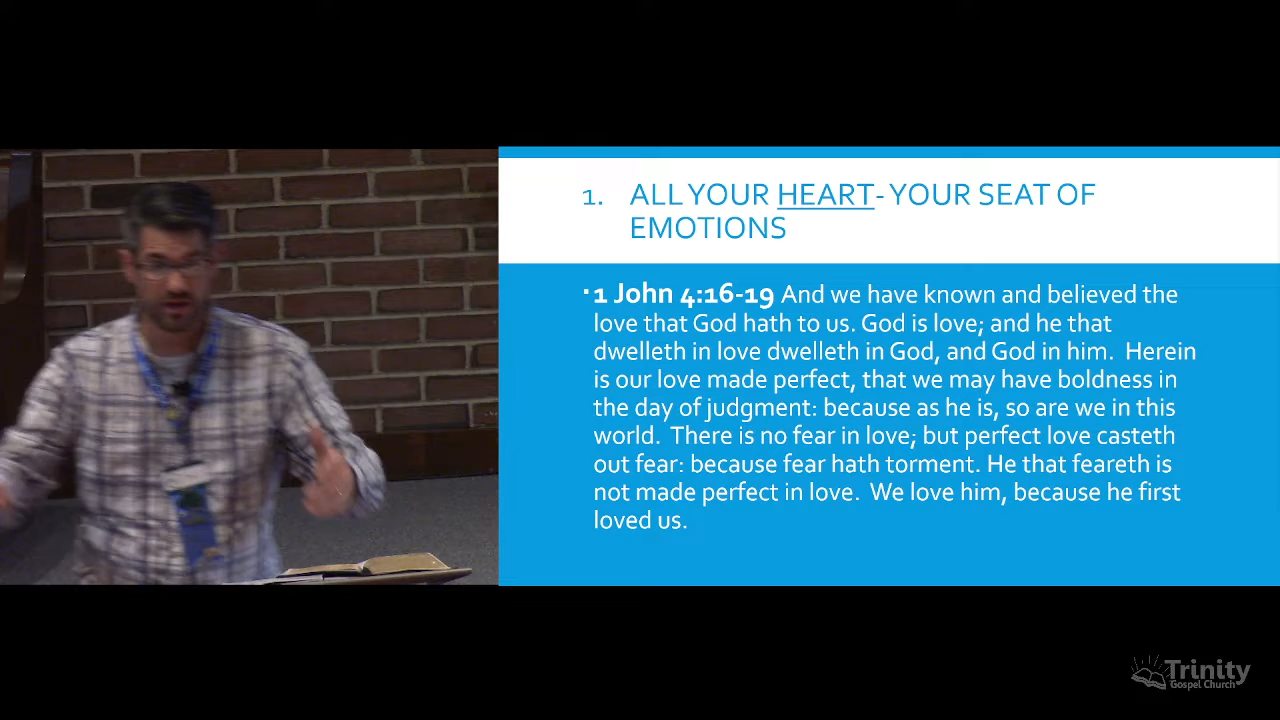 1. ALL YOUR HEART- YOUR SEAT OF
EMOTIONS
▪1 John 4:16-19 And we have known and believed the
love that God hath to us. God is love; and he that
dwelleth in love dwelleth in God, and God in him.  Herein
is our love made perfect, that we may have boldness in
the day of judgment: because as he is, so are we in this
world.  There is no fear in love; but perfect love casteth
out fear: because fear hath torment. He that feareth is
not made perfect in love.  We love him, because he first
loved us.
Trinity
Gospel Church